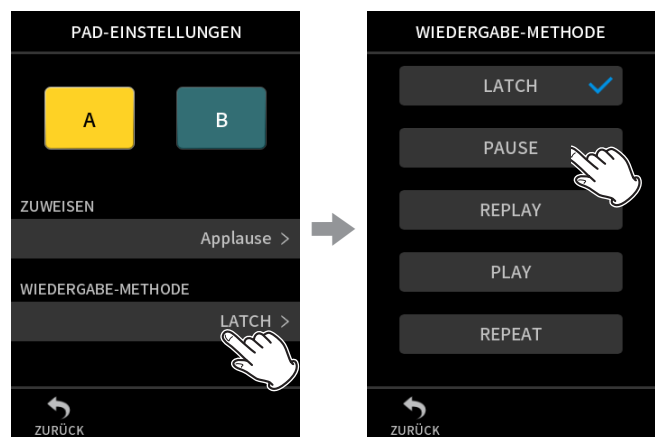 PAD-EINSTELLUNGEN
A
B
ZUWEISEN
Applause >
WIEDERGABE-METHODE
LATCH >
ZURÜCK
WIEDERGABE-METHODE
LATCH
PAUSE
REPLAY
PLAY
REPEAT
ZURÜCK